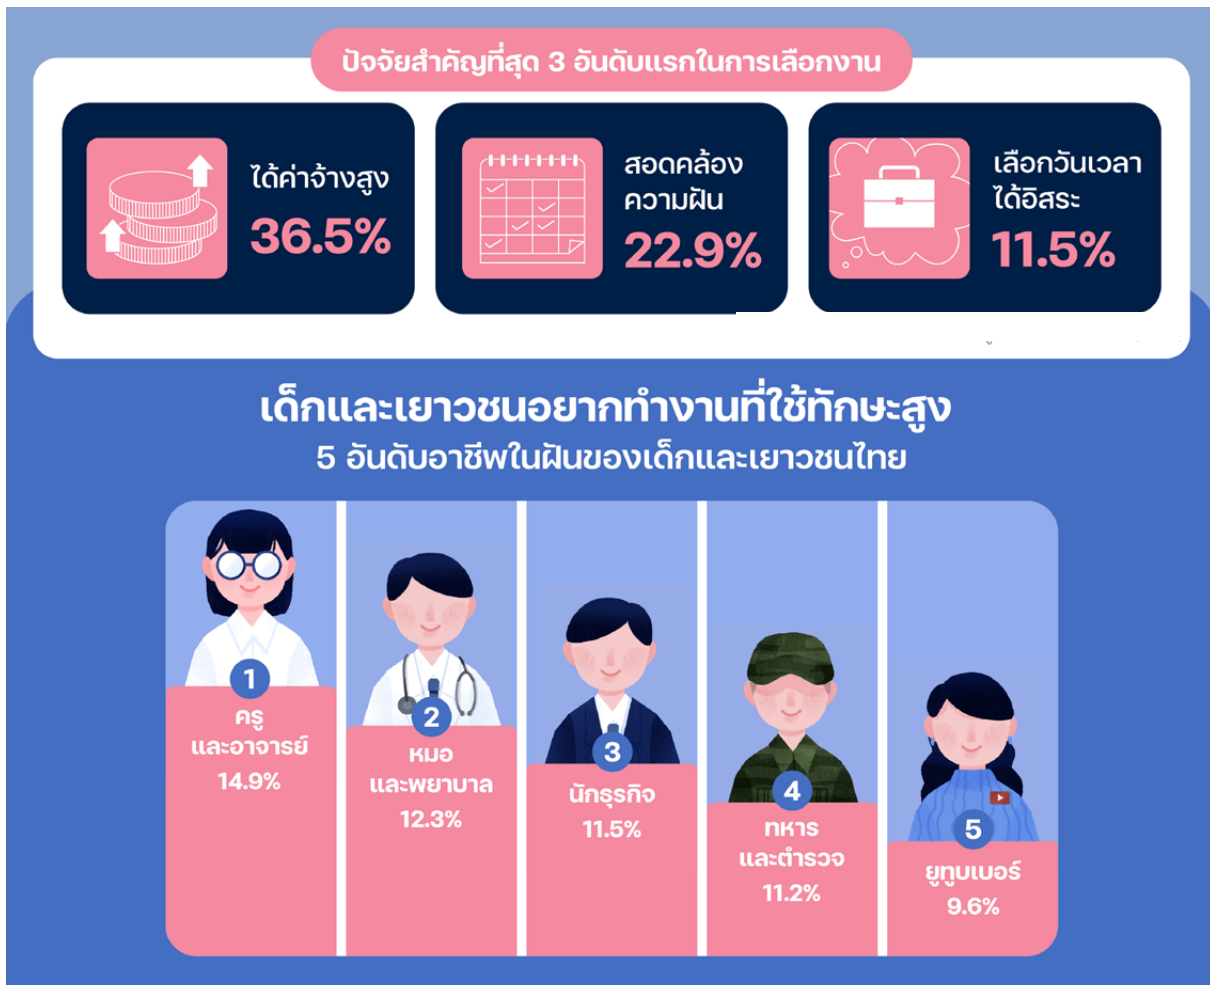 ปัจจัยสำคัญที่สุด 3 อันดับแรกในการเลือกงาน
ได้ค่าจ้างสูง
36.5%
สอดคล้อง
ความฝัน
22.9%
เลือกวันเวลา
ได้อิสระ
11.5%
เด็กและเยาวชนอยากทำงานที่ใช้ทักษะสูง
5 อันดับอาชีพในฝันของเด็กและเยาวชนไทย
1
ครู
และอาจารย์
14.9%
2
หมอ
และพยาบาล
12.3%
3
นักธุรกิจ
11.5%
4
ทหาร
และตำรวจ
11.2%
5
ยูทูบเบอร์
9.6%